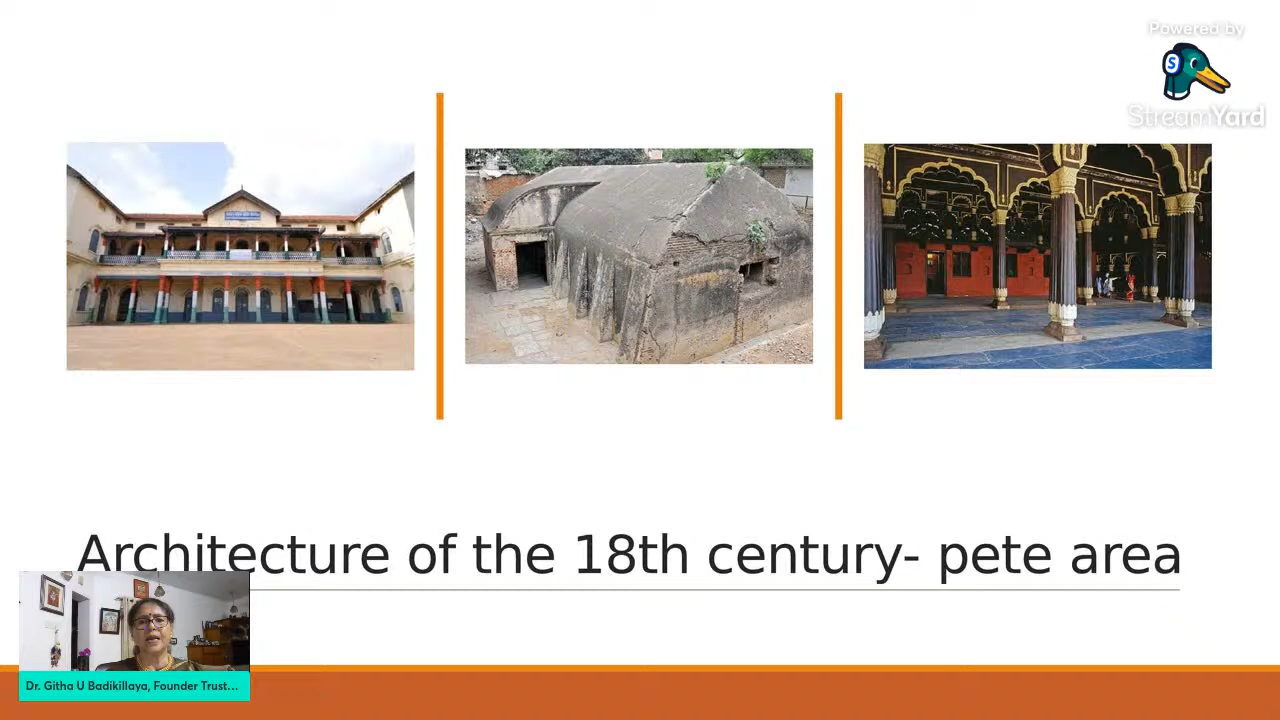 Powered by
StreamYard
Architecture of the 18th century- pete area
Dr. Githa U Badikillaya, Founder Trust...